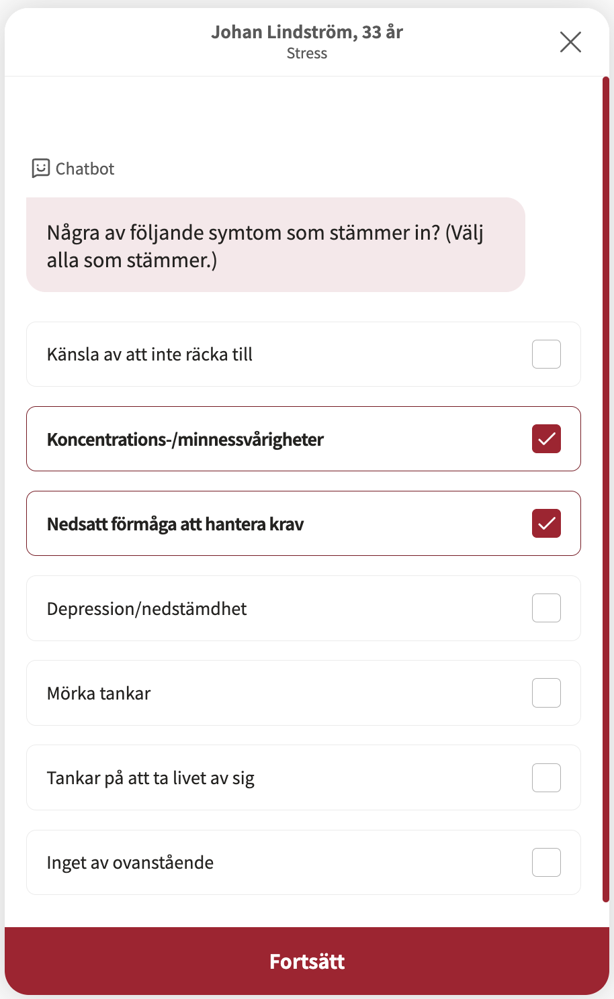 Johan Lindström, 33 år
Stress
Chatbot
Några av följande symtom som stämmer in? (Välj
alla som stämmer.)
Känsla av att inte räcka till
Koncentrations-/minnessvårigheter
Nedsatt förmåga att hantera krav
Depression/nedstämdhet
Mörka tankar
Tankar på att ta livet av sig
Inget av ovanstående
Fortsätt